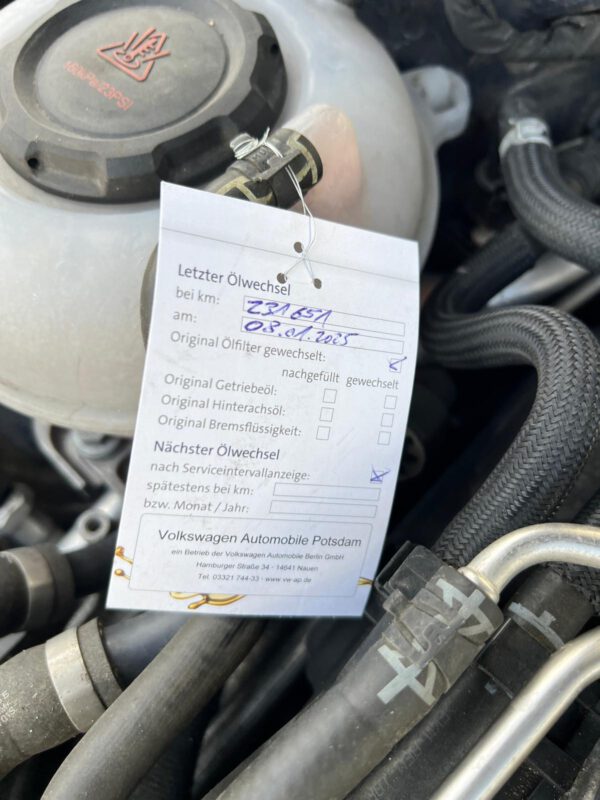 160kPa/23PSI
Letzter Ölwechsel
bei km: 231651
am: 03.01.2025
Original Ölfilter gewechselt:
nachgefüllt gewechselt
Original Getriebeöl:
Original Hinterachsöl:
Original Bremsflüssigkeit:
Nächster Ölwechsel
nach Serviceintervallanzeige:
spätestens bei km:
bzw. Monat / Jahr:
Volkswagen Automobile Potsdam
ein Betrieb der Volkswagen Automobile Berlin GmbH
Hamburger Straße 34 · 14641 Nauen
Tel. 03321 744-33 · www.vw-ap.de